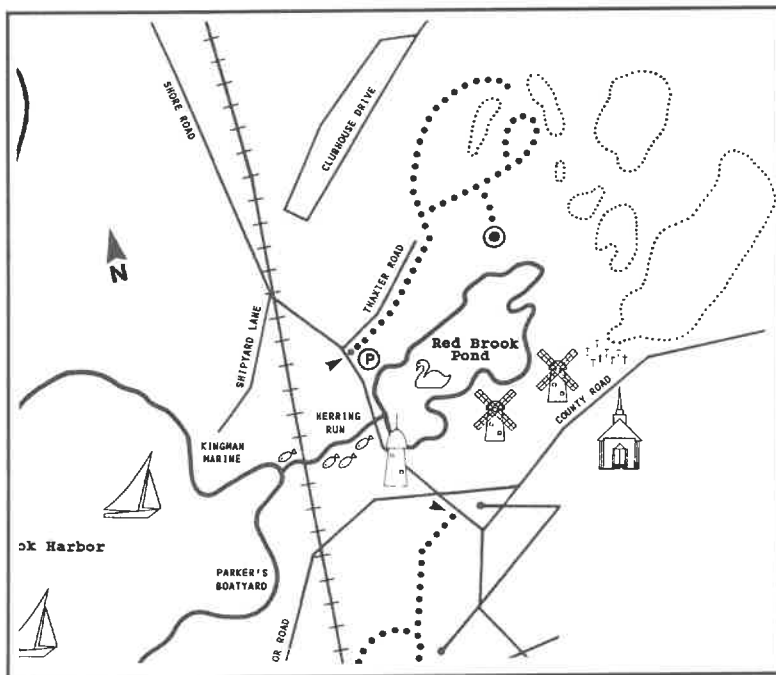 SHORE ROAD
CLUBHOUSE DRIVE
N
THAXTER ROAD
SHIPYARD LANE
P
Red Brook
Pond
HERRING
RUN
COUNTY ROAD
KINGMAN
MARINE
ok Harbor
PARKER'S
BOATYARD
OR ROAD